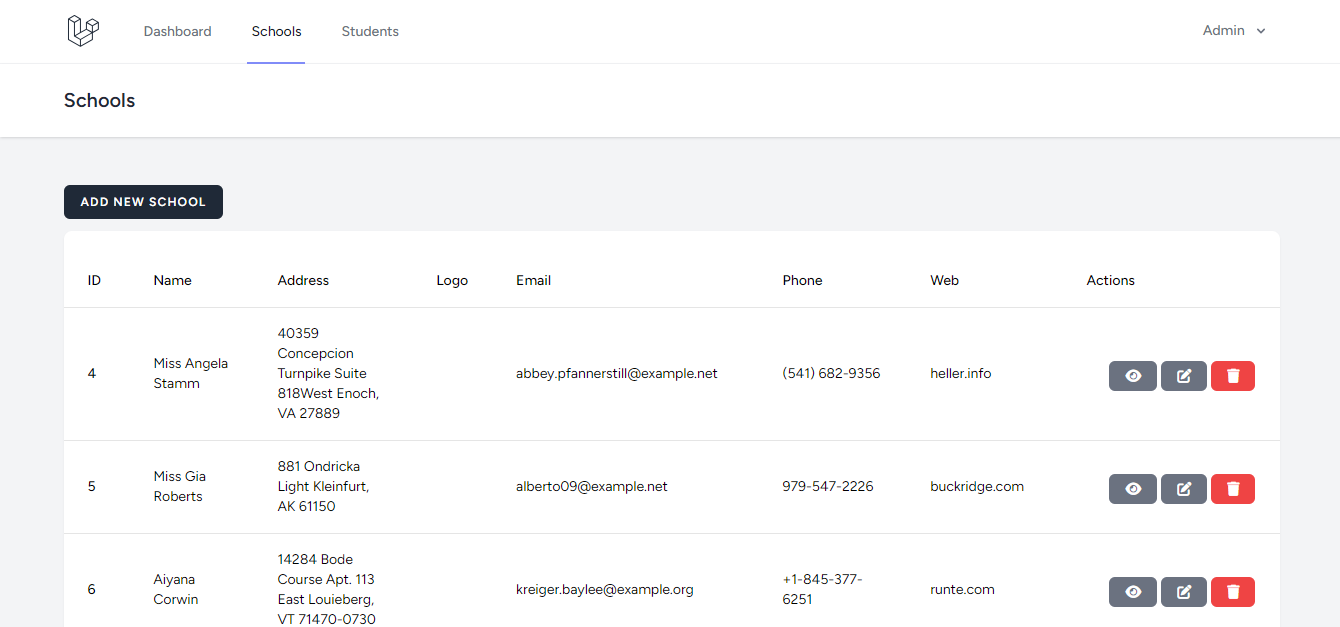 Dashboard Schools Students Admin
Schools
ADD NEW SCHOOL
ID Name Address Logo Email Phone Web Actions
40359
Concepcion
Miss Angela
4 Turnpike Suite abbey.pfannerstill@example.net (541) 682-9356 heller.info
Stamm
818West Enoch,
VA 27889
881 Ondricka
Miss Gia
5 Light Kleinfurt, alberto09@example.net 979-547-2226 buckridge.com
Roberts
AK 61150
14284 Bode
Aiyana Course Apt. 113 +1-845-377-
6 kreiger.baylee@example.org runte.com
Corwin East Louieberg, 6251
VT 71470-0730